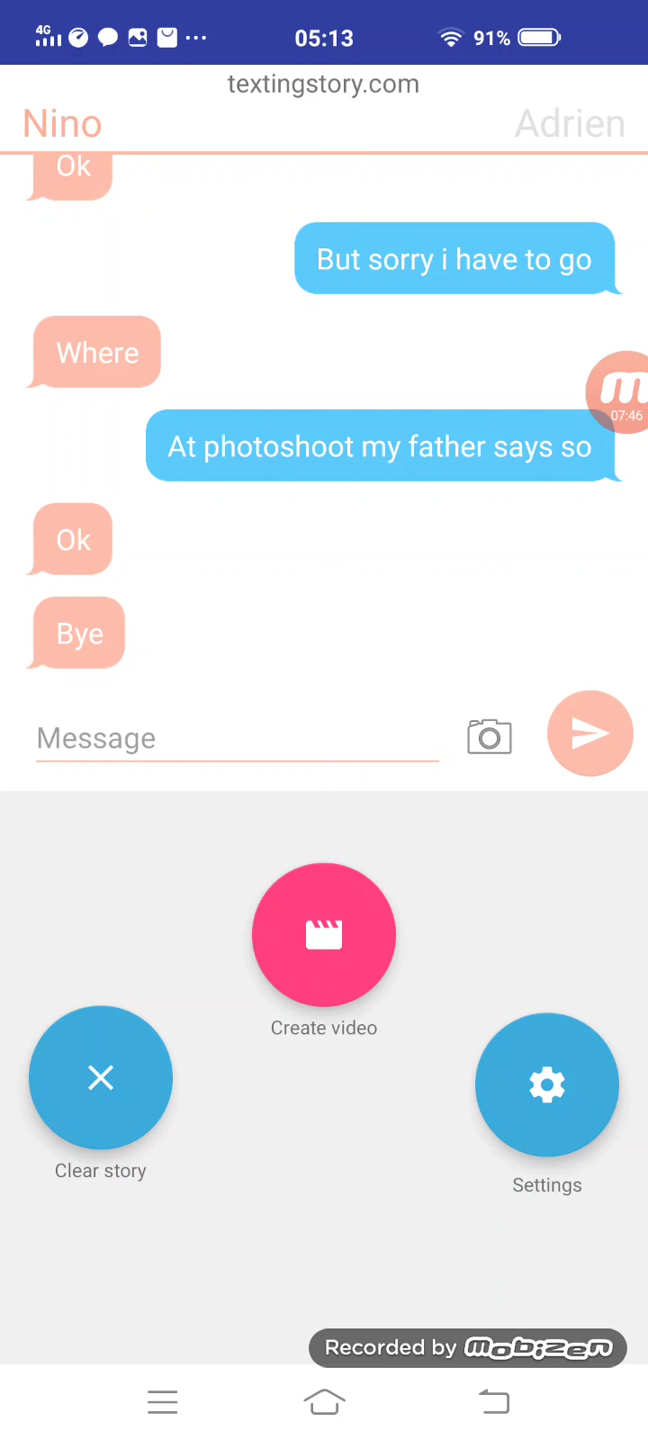 4G 05:13 91%
textingstory.com
Nino Adrien
Ok
But sorry i have to go
Where
m
07:46
At photoshoot my father says so
Ok
Bye
Message
Create video
Clear story
Settings
Recorded by mobizen